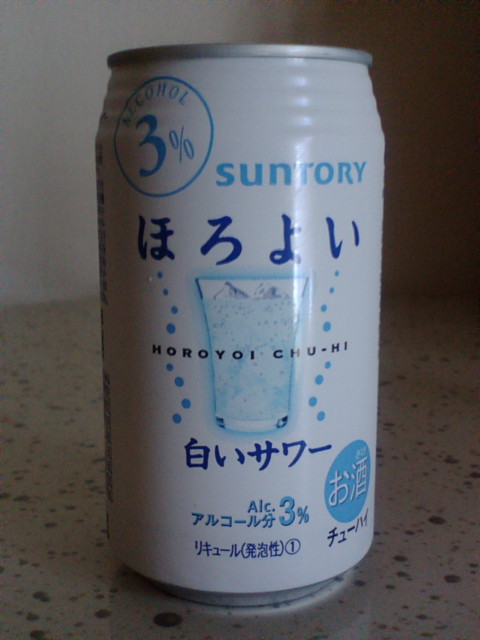 ALCOHOL
3%
SUNTORY
ほろよい
HOROYOI CHU-HI
白いサワー
お酒
チューハイ
Alc.
アルコール分3%
リキュール(発泡性)①